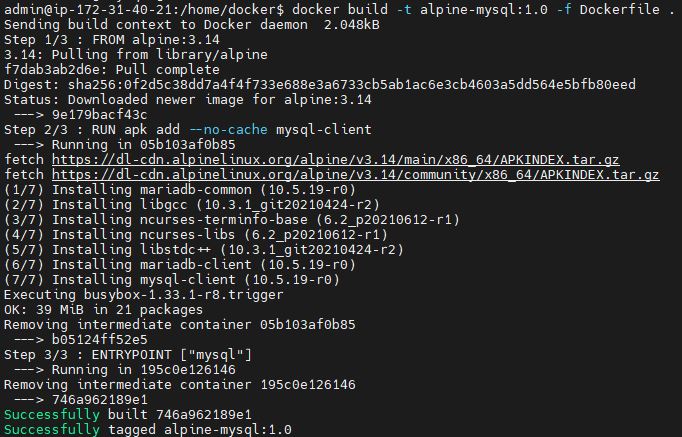 admin@ip-172-31-40-21:/home/docker$ docker build -t alpine-mysql:1.0 -f Dockerfile .
Sending build context to Docker daemon  2.048kB
Step 1/3 : FROM alpine:3.14
3.14: Pulling from library/alpine
f7dab3ab2d6e: Pull complete
Digest: sha256:0f2d5c38dd7a4f4f733e688e3a6733cb5ab1ac6e3cb4603a5dd564e5bfb80eed
Status: Downloaded newer image for alpine:3.14
 ---> 9e179bacf43c
Step 2/3 : RUN apk add --no-cache mysql-client
 ---> Running in 05b103af0b85
fetch https://dl-cdn.alpinelinux.org/alpine/v3.14/main/x86_64/APKINDEX.tar.gz
fetch https://dl-cdn.alpinelinux.org/alpine/v3.14/community/x86_64/APKINDEX.tar.gz
(1/7) Installing mariadb-common (10.5.19-r0)
(2/7) Installing libgcc (10.3.1_git20210424-r2)
(3/7) Installing ncurses-terminfo-base (6.2_p20210612-r1)
(4/7) Installing ncurses-libs (6.2_p20210612-r1)
(5/7) Installing libstdc++ (10.3.1_git20210424-r2)
(6/7) Installing mariadb-client (10.5.19-r0)
(7/7) Installing mysql-client (10.5.19-r0)
Executing busybox-1.33.1-r8.trigger
OK: 39 MiB in 21 packages
Removing intermediate container 05b103af0b85
 ---> b05124ff52e5
Step 3/3 : ENTRYPOINT ["mysql"]
 ---> Running in 195c0e126146
Removing intermediate container 195c0e126146
 ---> 746a962189e1
Successfully built 746a962189e1
Successfully tagged alpine-mysql:1.0